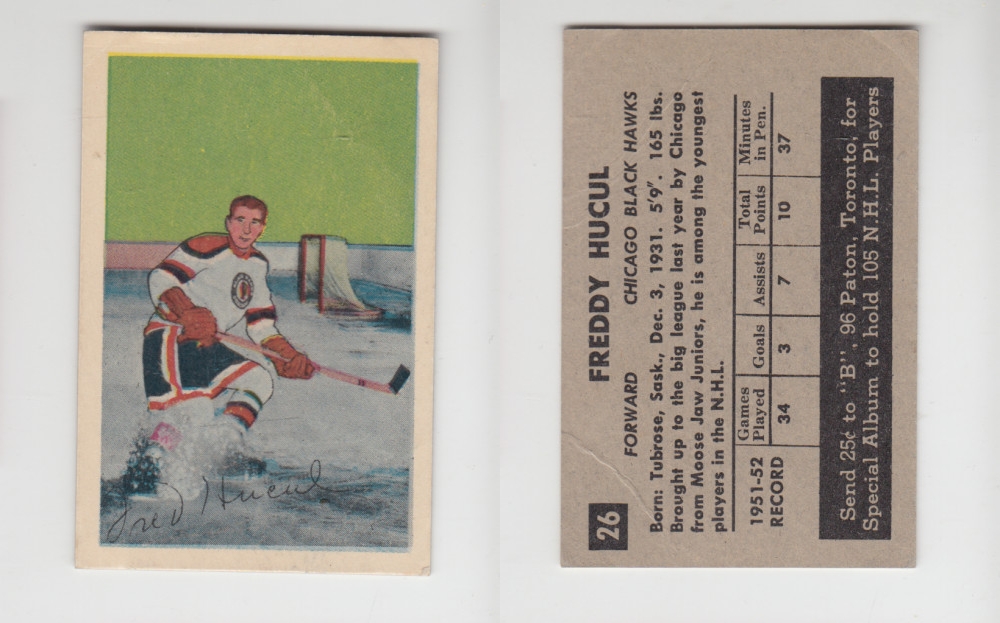 Fred Hucul
26
FREDDY HUCUL
FORWARD CHICAGO BLACK HAWKS
Born: Tubrose, Sask., Dec. 3, 1931. 5'9". 165 lbs.
Brought up to the big league last year by Chicago
from Moose Jaw Juniors, he is among the youngest
players in the N.H.L.
1951-52 RECORD
Games Played Goals Assists Total Points Minutes in Pen.
34 3 7 10 37
Send 25¢ to "B", 96 Paton, Toronto, for
Special Album to hold 105 N.H.L. Players